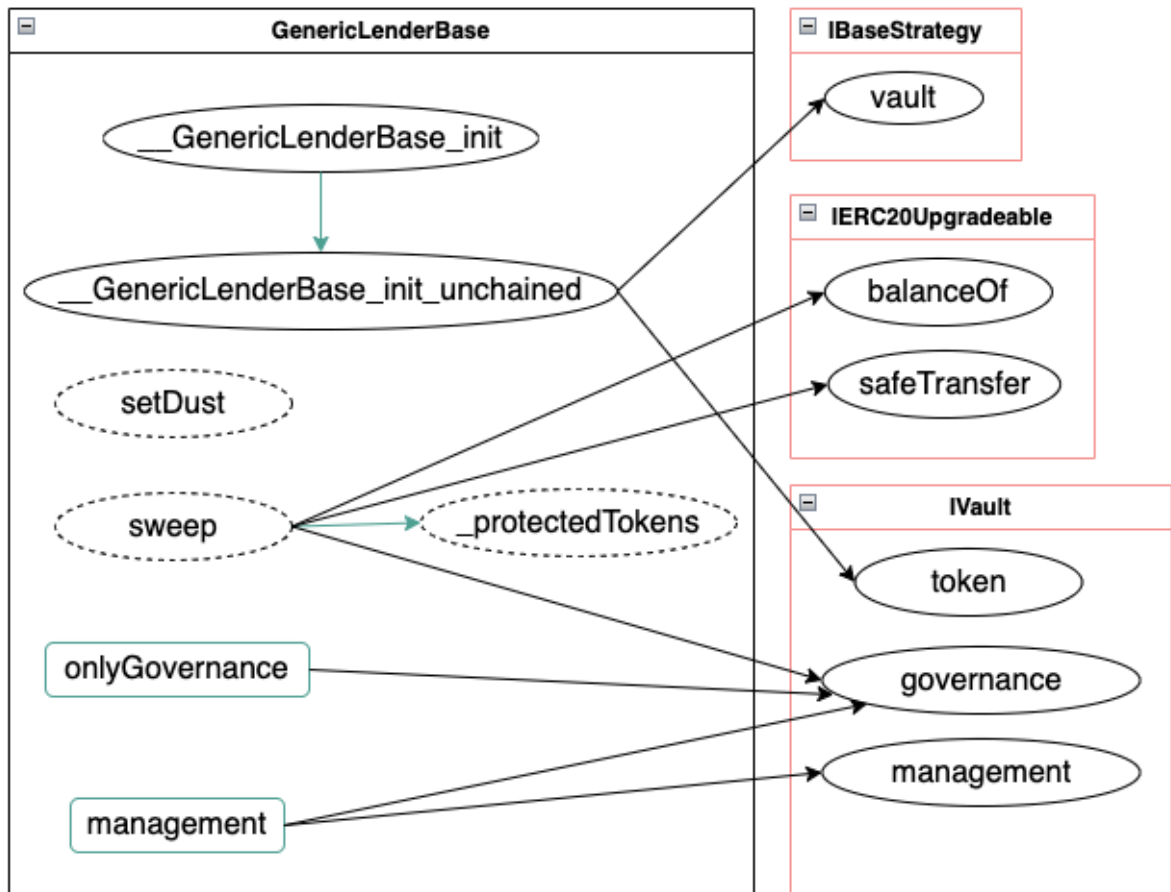 GenericLenderBase
__GenericLenderBase_init
__GenericLenderBase_init_unchained
setDust
sweep
_protectedTokens
onlyGovernance
management
IBaseStrategy
vault
IERC20Upgradeable
balanceOf
safeTransfer
IVault
token
governance
management